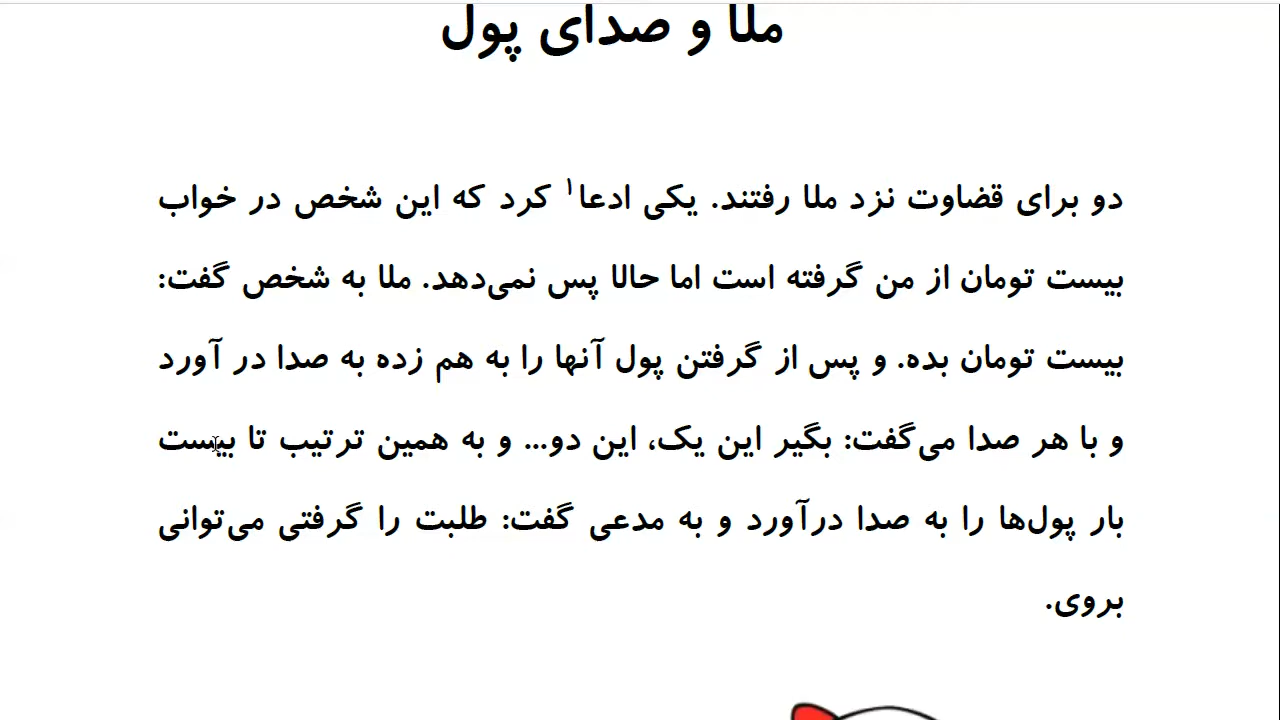 ملا و صدای پول
دو برای قضاوت نزد ملا رفتند. یکی ادعا۱ کرد که این شخص در خواب
بیست تومان از من گرفته است اما حالا پس نمی‌دهد. ملا به شخص گفت:
بیست تومان بده. و پس از گرفتن پول آنها را به هم زده به صدا در آورد
و با هر صدا می‌گفت: بگیر این یک، این دو... و به همین ترتیب تا بیست
بار پول‌ها را به صدا درآورد و به مدعی گفت: طلبت را گرفتی می‌توانی
بروی.